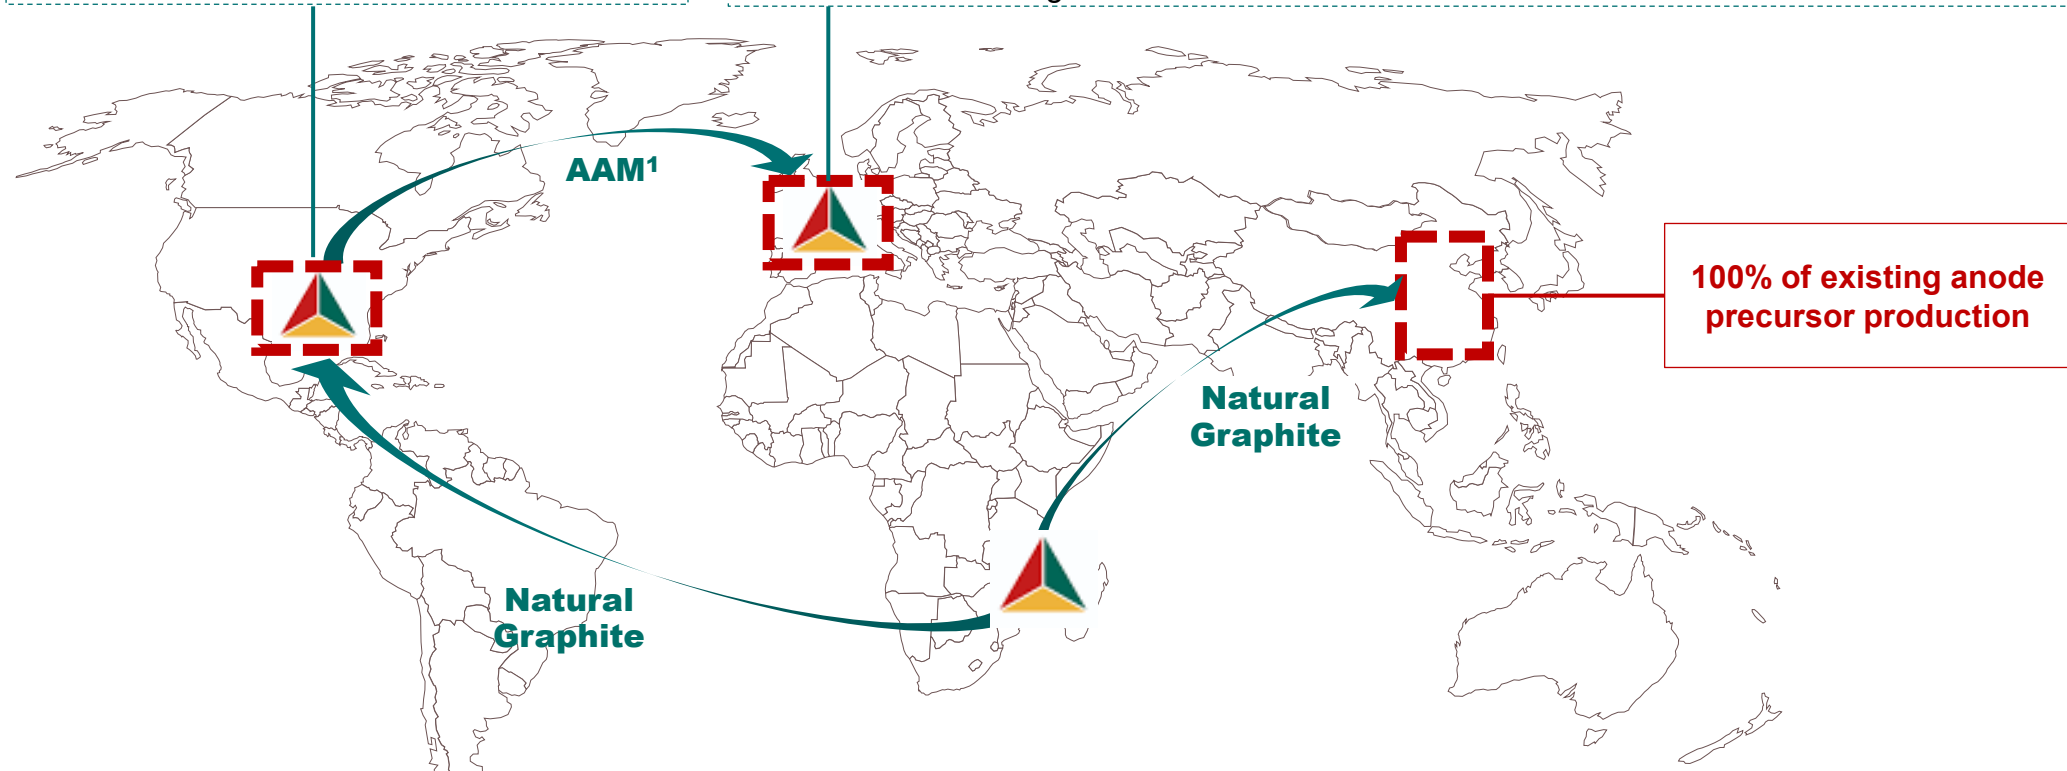 AAM¹
100% of existing anode
precursor production
Natural
Graphite
Natural
Graphite